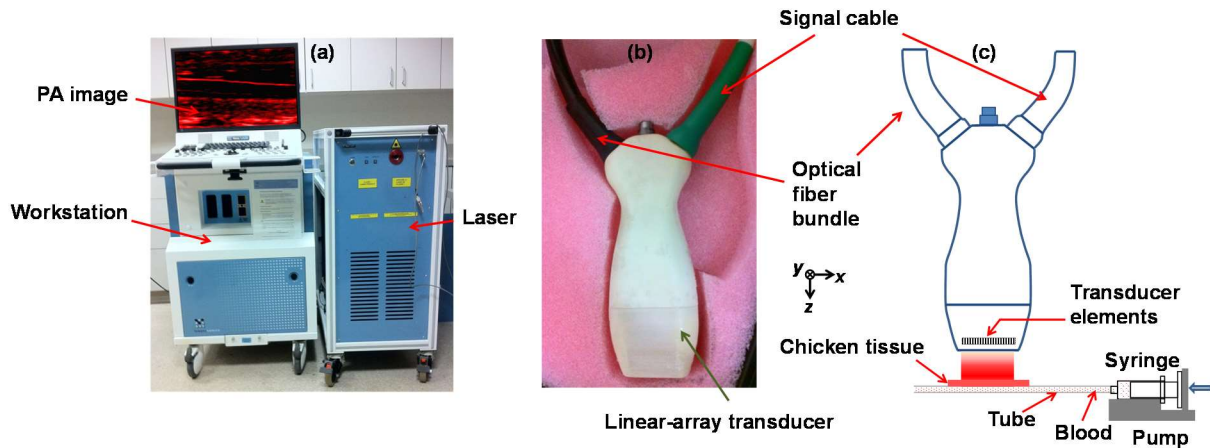 (a)
PA image
Workstation
Laser
(b)
Signal cable
Optical
fiber
bundle
Linear-array transducer
(c)
y
x
z
Transducer
elements
Chicken tissue
Syringe
Tube
Blood
Pump